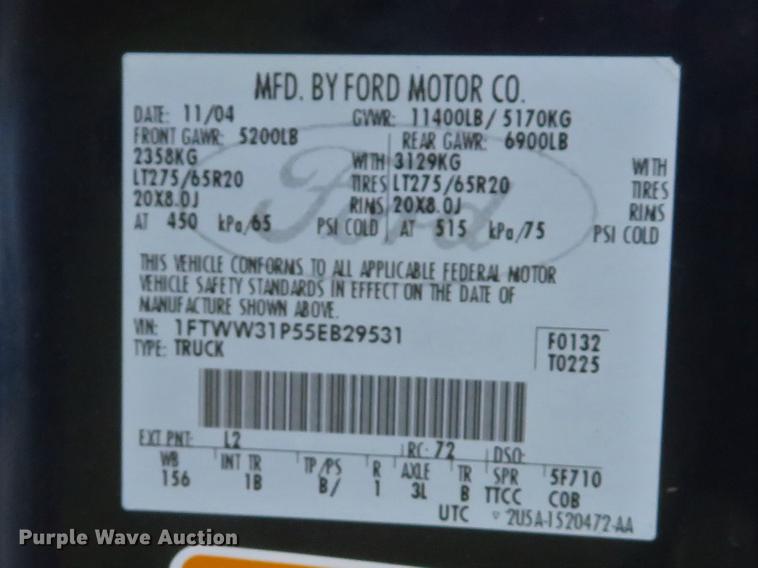 MFD. BY FORD MOTOR CO.
DATE: 11/04 GVWR: 11400LB/ 5170KG
FRONT GAWR: 5200LB REAR GAWR: 6900LB
2358KG WITH 3129KG WITH
LT275/65R20 TIRES LT275/65R20 TIRES
20X8.0J RIMS 20X8.0J RIMS
AT 450 kPa/65 PSI COLD AT 515 kPa/75 PSI COLD
Ford
THIS VEHICLE CONFORMS TO ALL APPLICABLE FEDERAL MOTOR
VEHICLE SAFETY STANDARDS IN EFFECT ON THE DATE OF
MANUFACTURE SHOWN ABOVE.
VIN: 1FTWW31P55EB29531
TYPE: TRUCK
F0132
T0225
EXT PNT: L2 RC: 72 DSO:
WB INT TR TP/PS R AXLE TR SPR 5F710
156 1B B/ 1 3L B TTCC COB
UTC ▽ 2U5A-1520472-AA
Purple Wave Auction